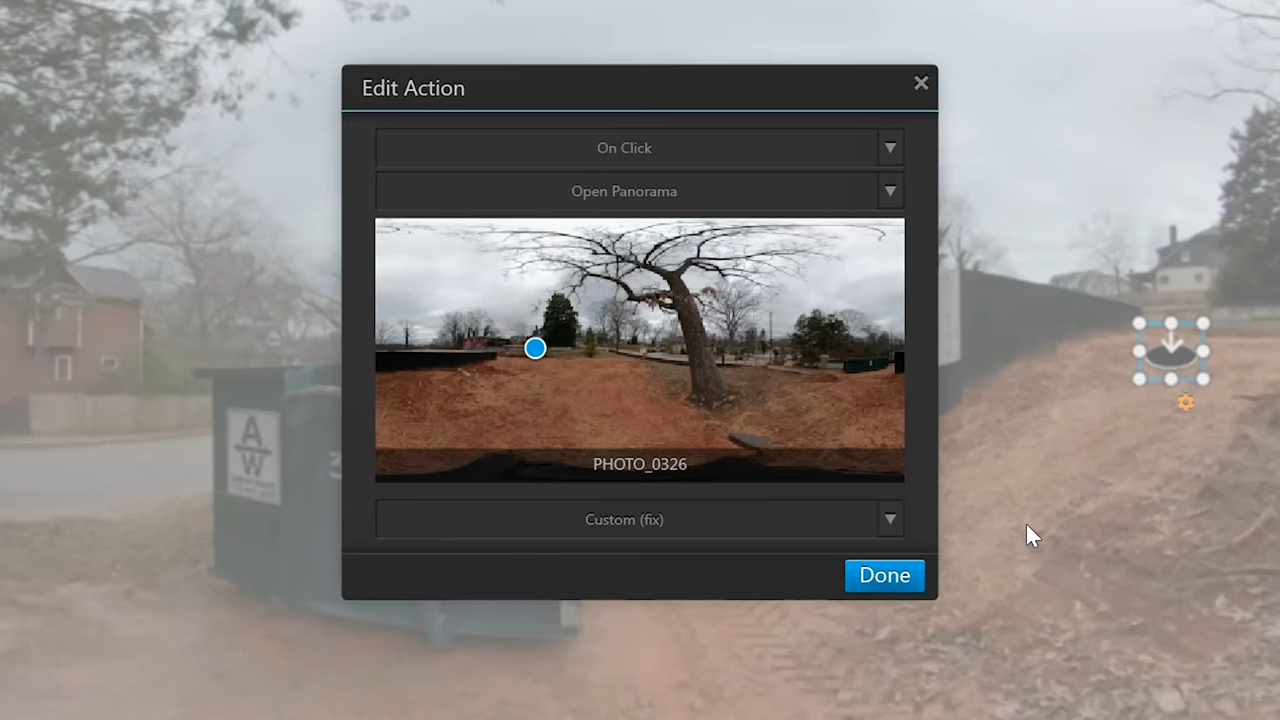 Edit Action
On Click
Open Panorama
PHOTO_0326
Custom (fix)
Done
A
W